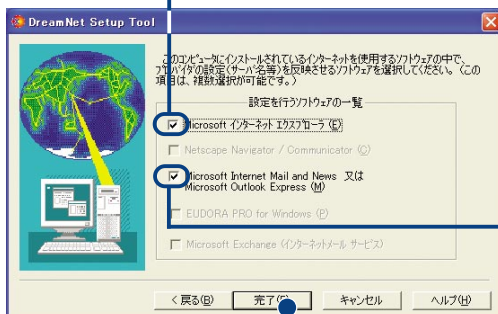 DreamNet Setup Tool
このコンピュータにインストールされているインターネットを使用するソフトウェアの中で、
プロバイダの設定(サーバ名等)を反映させるソフトウェアを選択してください。(この
項目は、複数選択が可能です。)
設定を行うソフトウェアの一覧
Microsoft インターネット エクスプローラ (E)
Netscape Navigator / Communicator (C)
Microsoft Internet Mail and News 又は
Microsoft Outlook Express (M)
EUDORA PRO for Windows (P)
Microsoft Exchange (インターネットメール サービス)
< 戻る(B)
完了
キャンセル
ヘルプ(H)